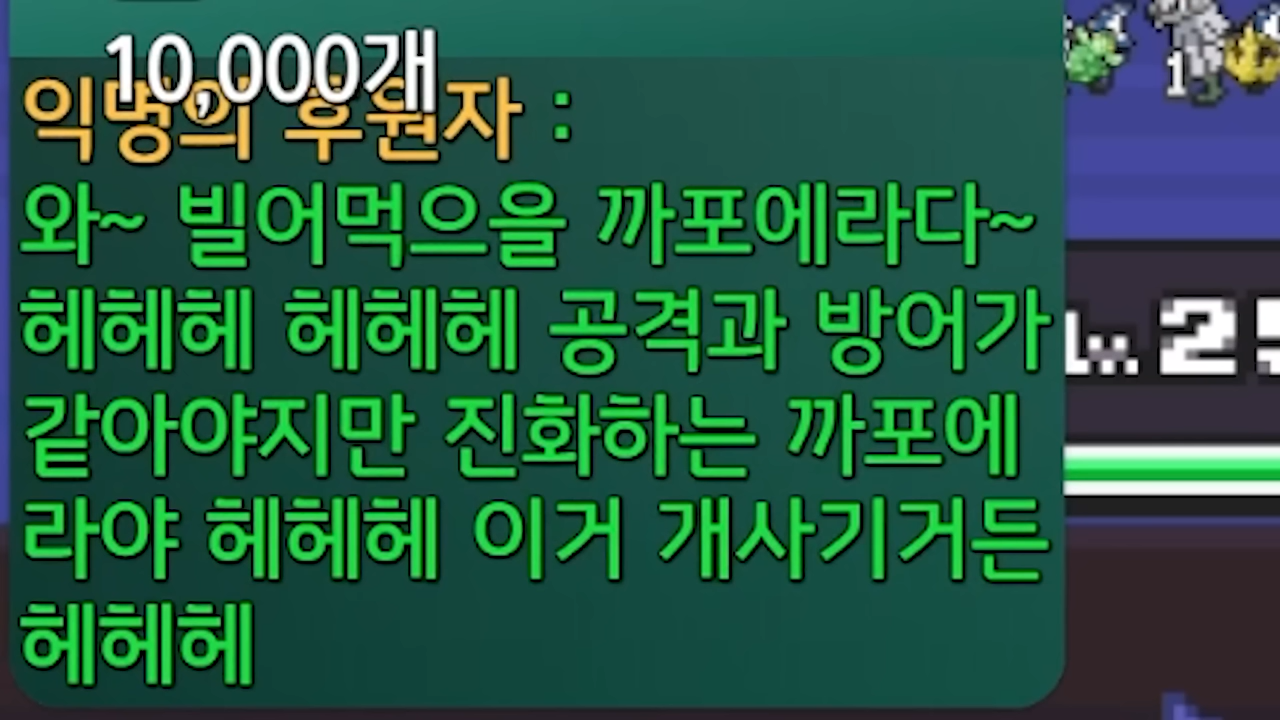 10,000개
익명의 후원자 :
와~ 빌어먹으을 까포에라다~
헤헤헤 헤헤헤 공격과 방어가
같아야지만 진화하는 까포에
라야 헤헤헤 이거 개사기거든
헤헤헤
1
Lv. 25